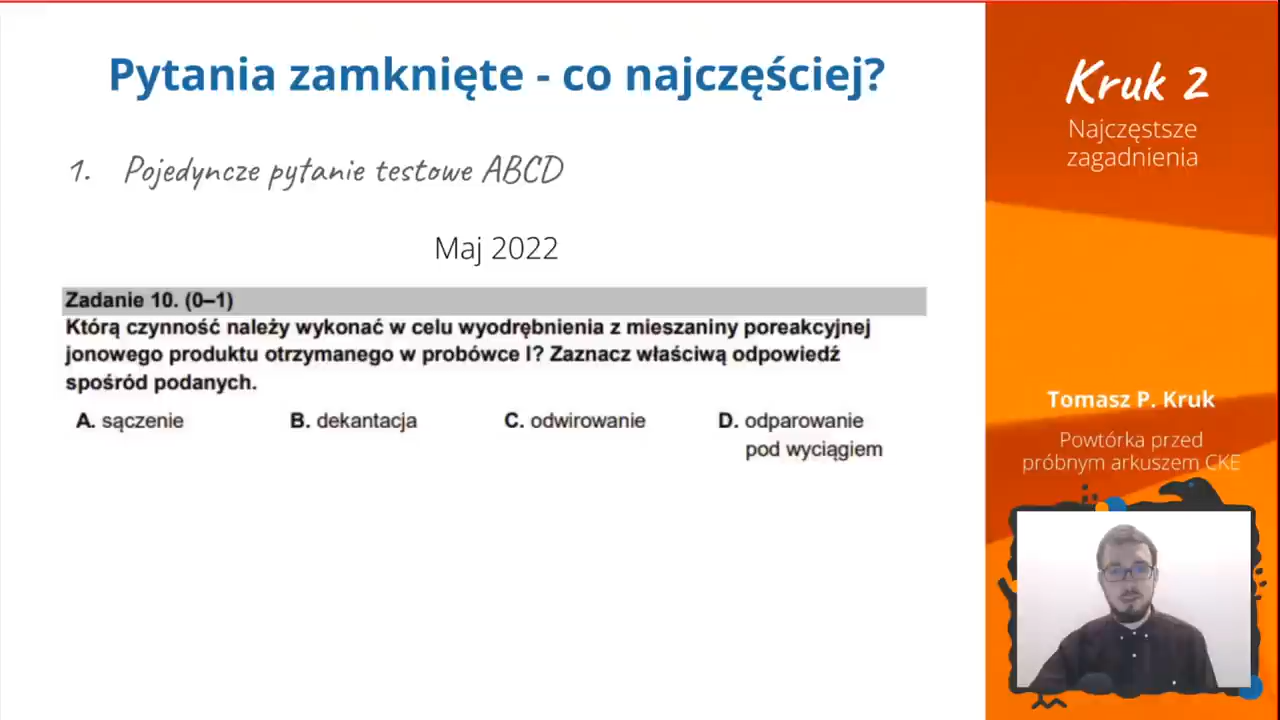 Pytania zamknięte - co najczęściej?
1. Pojedyncze pytanie testowe ABCD
Maj 2022
Zadanie 10. (0–1)
Którą czynność należy wykonać w celu wyodrębnienia z mieszaniny poreakcyjnej
jonowego produktu otrzymanego w probówce I? Zaznacz właściwą odpowiedź
spośród podanych.
A. sączenie B. dekantacja C. odwirowanie D. odparowanie
pod wyciągiem
Kruk 2
Najczęstsze
zagadnienia
Tomasz P. Kruk
Powtórka przed
próbnym arkuszem CKE